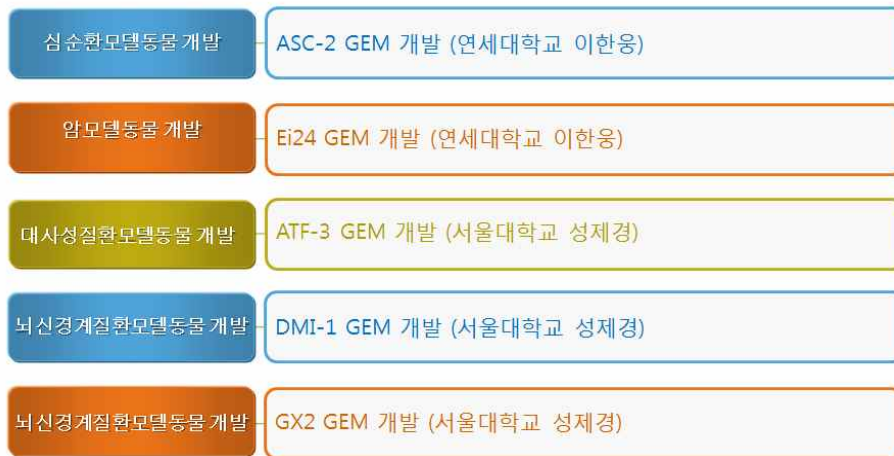 심순환모델동물 개발
ASC-2 GEM 개발 (연세대학교 이한웅)
암모델동물 개발
Ei24 GEM 개발 (연세대학교 이한웅)
대사성질환모델동물 개발
ATF-3 GEM 개발 (서울대학교 성제경)
뇌신경계질환모델동물 개발
DMI-1 GEM 개발 (서울대학교 성제경)
뇌신경계질환모델동물 개발
GX2 GEM 개발 (서울대학교 성제경)